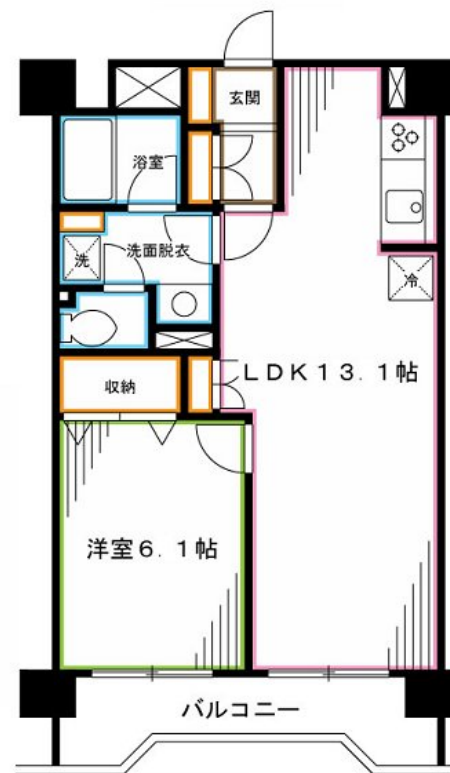 玄関
浴室
洗面脱衣
洗
冷
LDK13.1帖
収納
洋室6.1帖
バルコニー